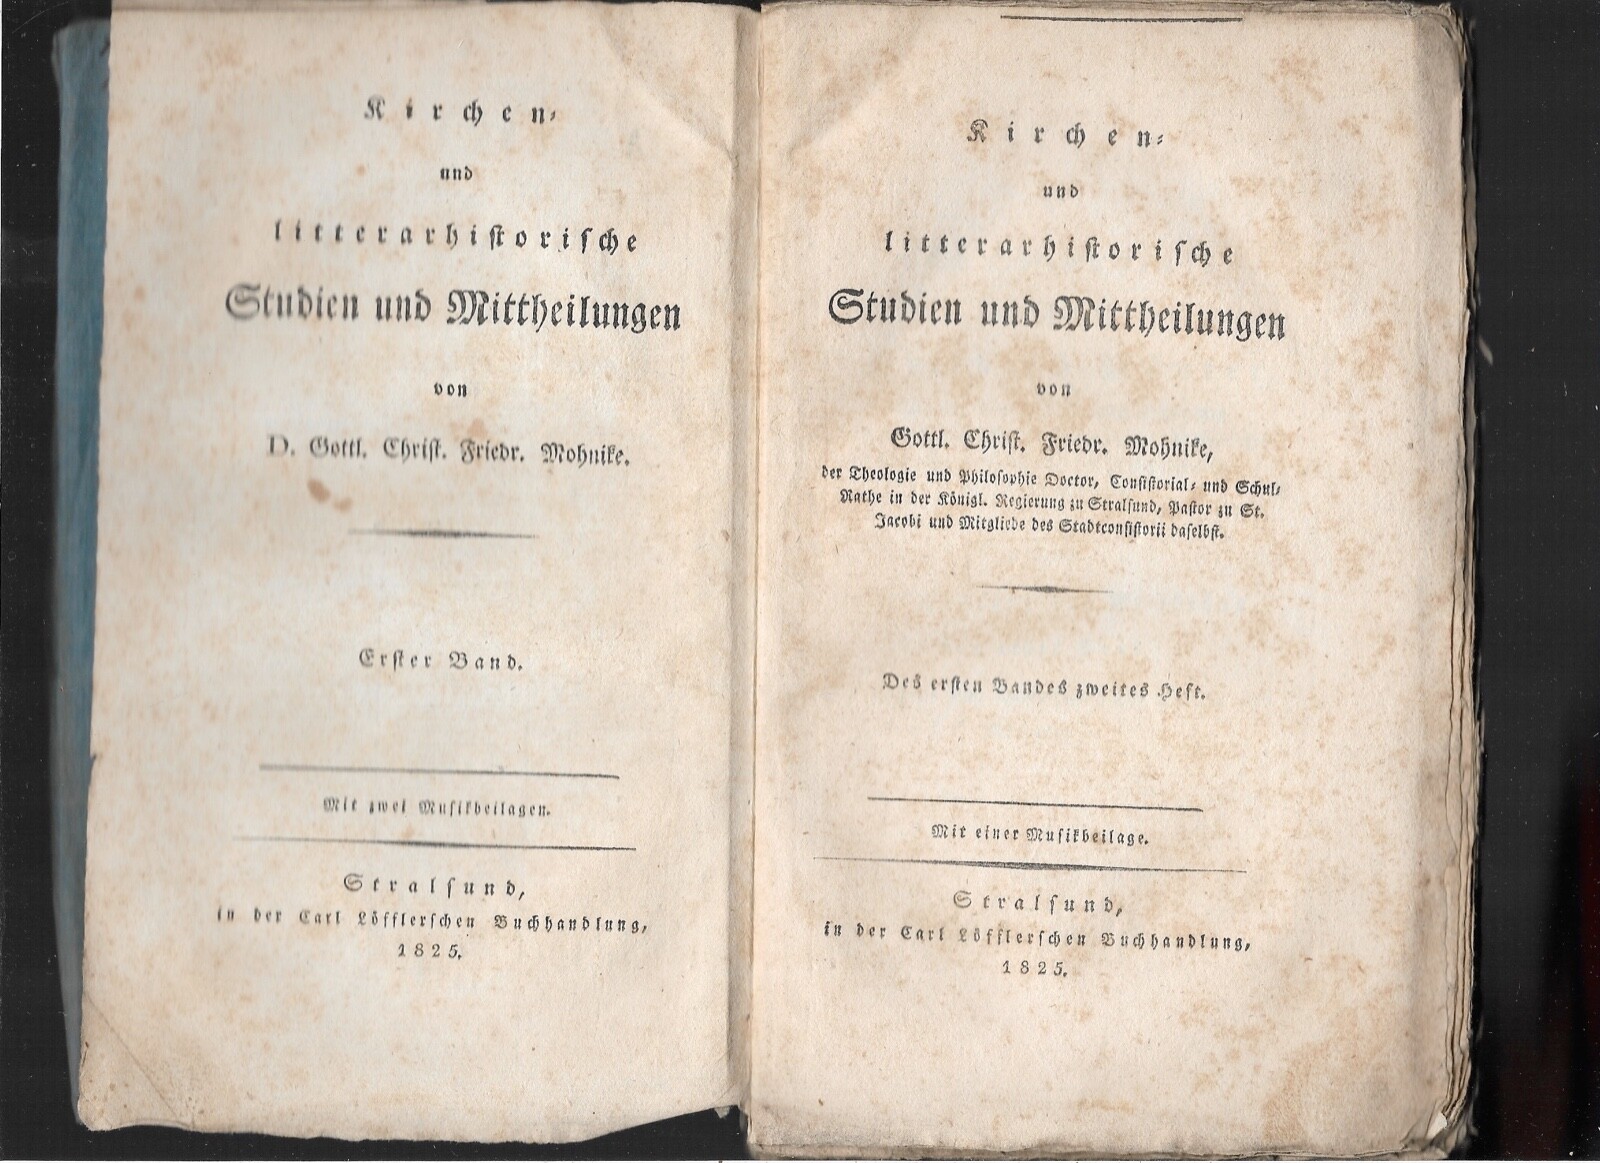 Kirchen-
und
litterarhistorische
Studien und Mittheilungen
von
D. Gottl. Christ. Friedr. Mohnike.
Erster Band.
Mit zwei Musikbeilagen.
Stralsund,
in der Carl Löfflerschen Buchhandlung,
1825.
Kirchen-
und
litterarhistorische
Studien und Mittheilungen
von
Gottl. Christ. Friedr. Mohnike,
der Theologie und Philosophie Doctor, Consistorial- und Schul-
Rathe in der Königl. Regierung zu Stralsund, Pastor zu St.
Jacobi und Mitgliede des Stadtconsistorii daselbst.
Des ersten Bandes zweites Heft.
Mit einer Musikbeilage.
Stralsund,
in der Carl Löfflerschen Buchhandlung,
1825.